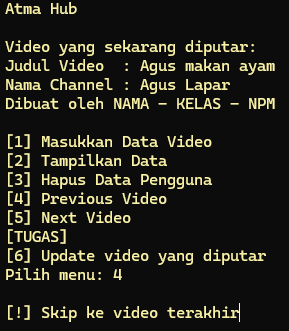 Atma Hub
Video yang sekarang diputar:
Judul Video  : Agus makan ayam
Nama Channel : Agus Lapar
Dibuat oleh NAMA - KELAS - NPM
[1] Masukkan Data Video
[2] Tampilkan Data
[3] Hapus Data Pengguna
[4] Previous Video
[5] Next Video
[TUGAS]
[6] Update video yang diputar
Pilih menu: 4
[!] Skip ke video terakhir